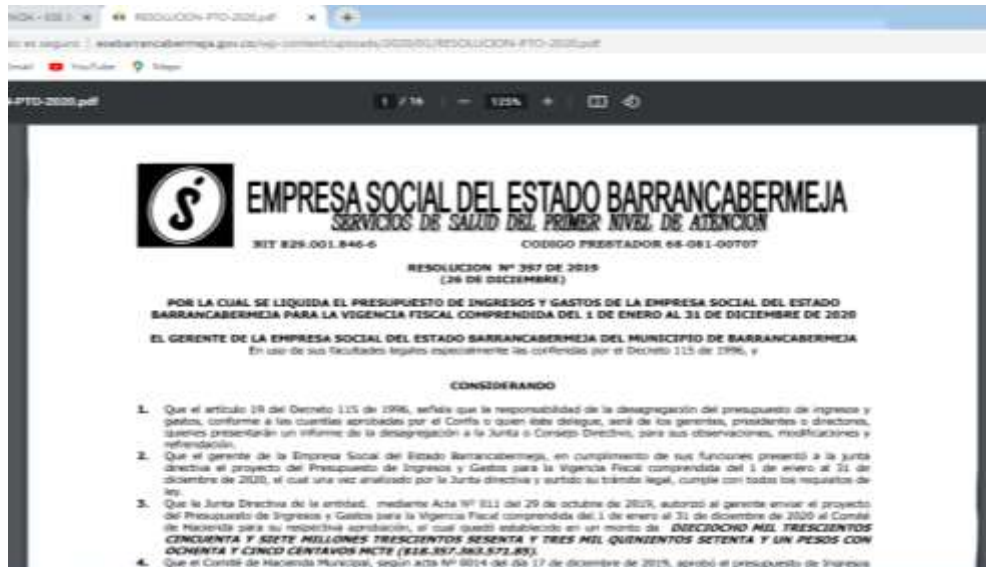 RESOLUCION-PTO-2020.pdf
esebarrancabermeja.gov.co/wp-content/uploads/2020/01/RESOLUCION-PTO-2020.pdf
YouTube Maps
-PTO-2020.pdf 1 / 16 125%
EMPRESA SOCIAL DEL ESTADO BARRANCABERMEJA
SERVICIOS DE SALUD DEL PRIMER NIVEL DE ATENCION
NIT 829.001.846-6 CODIGO PRESTADOR 68-081-00707
RESOLUCION Nº 397 DE 2019
(26 DE DICIEMBRE)
POR LA CUAL SE LIQUIDA EL PRESUPUESTO DE INGRESOS Y GASTOS DE LA EMPRESA SOCIAL DEL ESTADO
BARRANCABERMEJA PARA LA VIGENCIA FISCAL COMPRENDIDA DEL 1 DE ENERO AL 31 DE DICIEMBRE DE 2020
EL GERENTE DE LA EMPRESA SOCIAL DEL ESTADO BARRANCABERMEJA DEL MUNICIPIO DE BARRANCABERMEJA
En uso de sus facultades legales especialmente las conferidas por el Decreto 115 de 1996, y
CONSIDERANDO
1. Que el artículo 19 del Decreto 115 de 1996, señala que la responsabilidad de la desagregación del presupuesto de ingresos y
gastos, conforme a las cuantías aprobadas por el Confis o quien éste delegue, será de los gerentes, presidentes o directores,
quienes presentarán un informe de la desagregación a la Junta o Consejo Directivo, para sus observaciones, modificaciones y
refrendación.
2. Que el gerente de la Empresa Social del Estado Barrancabermeja, en cumplimiento de sus funciones presentó a la junta
directiva el proyecto del Presupuesto de Ingresos y Gastos para la Vigencia Fiscal comprendida del 1 de enero al 31 de
diciembre de 2020, el cual una vez analizado por la Junta directiva y surtido su trámite legal, cumple con todos los requisitos de
ley.
3. Que la Junta Directiva de la entidad, mediante Acta Nº 011 del 29 de octubre de 2019, autorizó al gerente enviar el proyecto
del Presupuesto de Ingresos y Gastos para la Vigencia Fiscal comprendida del 1 de enero al 31 de diciembre de 2020 al Comité
de Hacienda para su respectiva aprobación, el cual quedó establecido en un monto de DIECIOCHO MIL TRESCIENTOS
CINCUENTA Y SIETE MILLONES TRESCIENTOS SESENTA Y TRES MIL QUINIENTOS SETENTA Y UN PESOS CON
OCHENTA Y CINCO CENTAVOS MCTE ($18.357.363.571.85).
4. Que el Comité de Hacienda Municipal, según acta Nº 0014 del día 17 de diciembre de 2019, aprobó el presupuesto de Ingresos